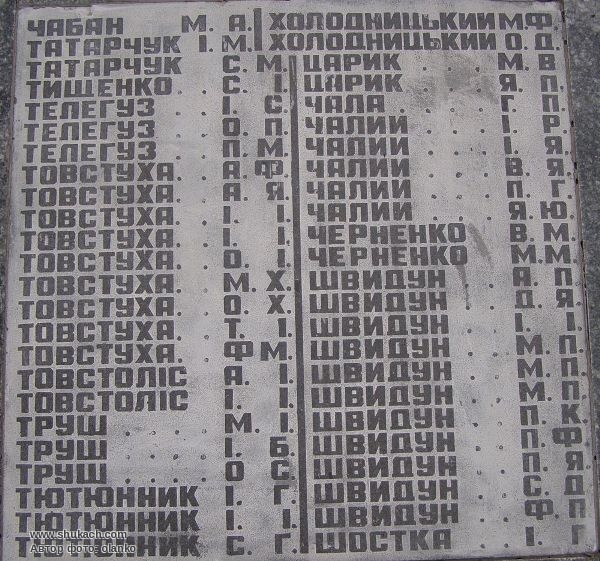 ЧАБАН М. А.
ТАТАРЧУК І. М.
ТАТАРЧУК С. М.
ТИЩЕНКО. С. І.
ТЕЛЕГУЗ . . І. С.
ТЕЛЕГУЗ . . О. П.
ТЕЛЕГУЗ . . П. М.
ТОВСТУХА. . А. Ф.
ТОВСТУХА. . А. Я.
ТОВСТУХА. . І. І.
ТОВСТУХА. . І. І.
ТОВСТУХА. . О. І.
ТОВСТУХА. . М. Х.
ТОВСТУХА. . О. Х.
ТОВСТУХА. . Т. І.
ТОВСТУХА. . Ф М.
ТОВСТОЛІС А. І.
ТОВСТОЛІС І. І.
ТРУШ . . . . М. І.
ТРУШ . . . . І. Б.
ТРУШ . . . . О С.
ТЮТЮННИК І. Г.
ТЮТЮННИК І. І.
ТЮТЮННИК С. Г.
ХОЛОДНИЦЬКИЙ М. Ф.
ХОЛОДНИЦЬКИЙ О. Д.
ЦАРИК . . . М. В
ЦАРИК . . . Я. П
ЧАЛА . . . . Г. П
ЧАЛИЙ . . . І. Р
ЧАЛИЙ . . . І. Я.
ЧАЛИЙ . . . В. Я.
ЧАЛИЙ . . . П. Г.
ЧАЛИЙ . . . Я. Ю.
ЧЕРНЕНКО В. М.
ЧЕРНЕНКО М. М.
ШВИДУН . . А. П
ШВИДУН . . Д. Я.
ШВИДУН . . І. І.
ШВИДУН . . М. П.
ШВИДУН . . М. П.
ШВИДУН . . М. П
ШВИДУН . . П. К.
ШВИДУН . . П. Ф.
ШВИДУН . . П. Я.
ШВИДУН . . С. Д
ШВИДУН . . Ф. П
ШОСТКА . . І. Г
www.shukach.com
Автор фото: olanko